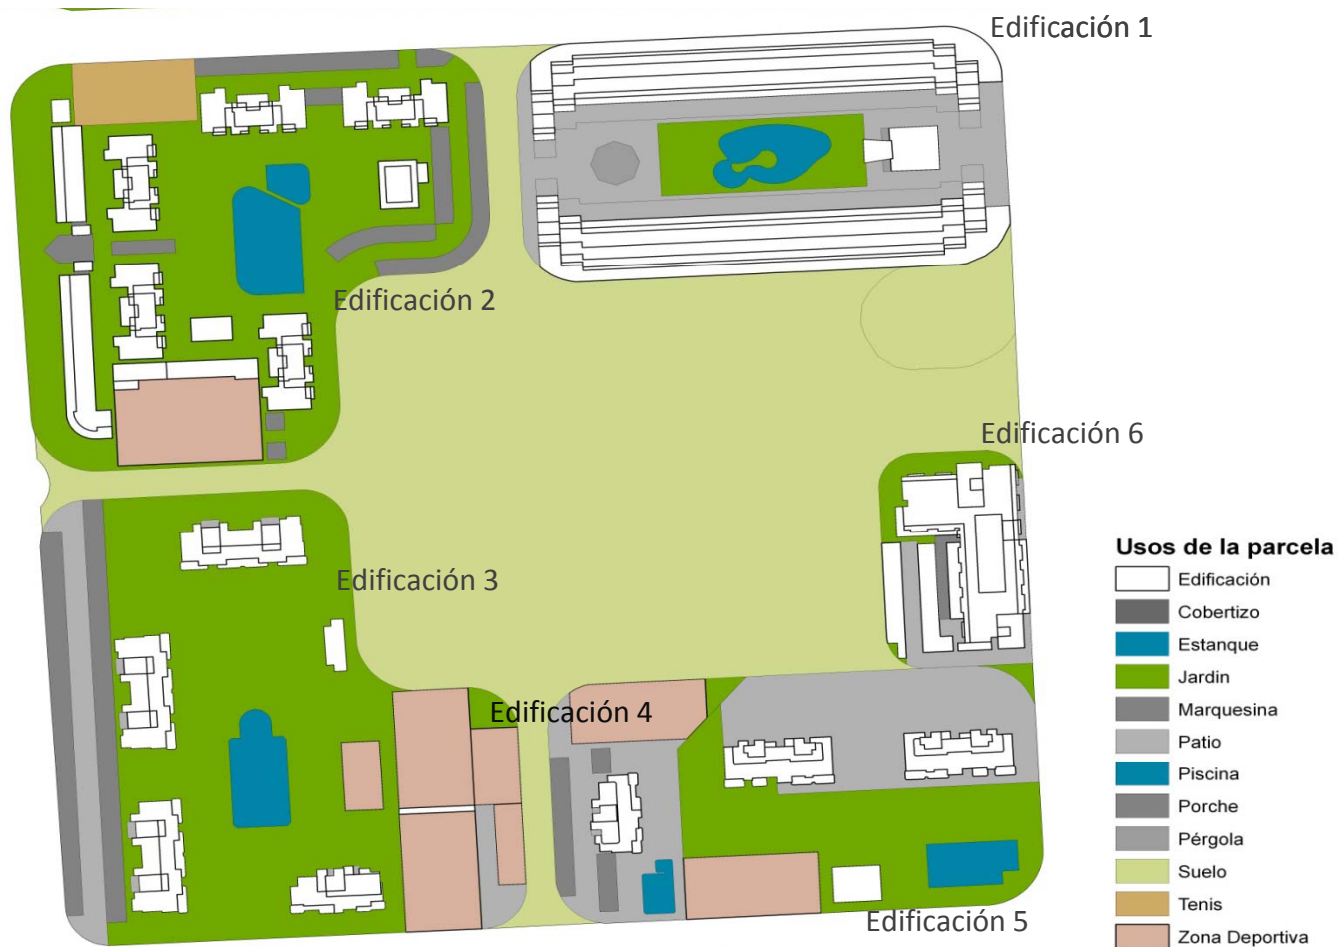 Edificación 1
Edificación 2
Edificación 6
Edificación 3
Edificación 4
Edificación 5
Usos de la parcela
Edificación
Cobertizo
Estanque
Jardin
Marquesina
Patio
Piscina
Porche
Pérgola
Suelo
Tenis
Zona Deportiva